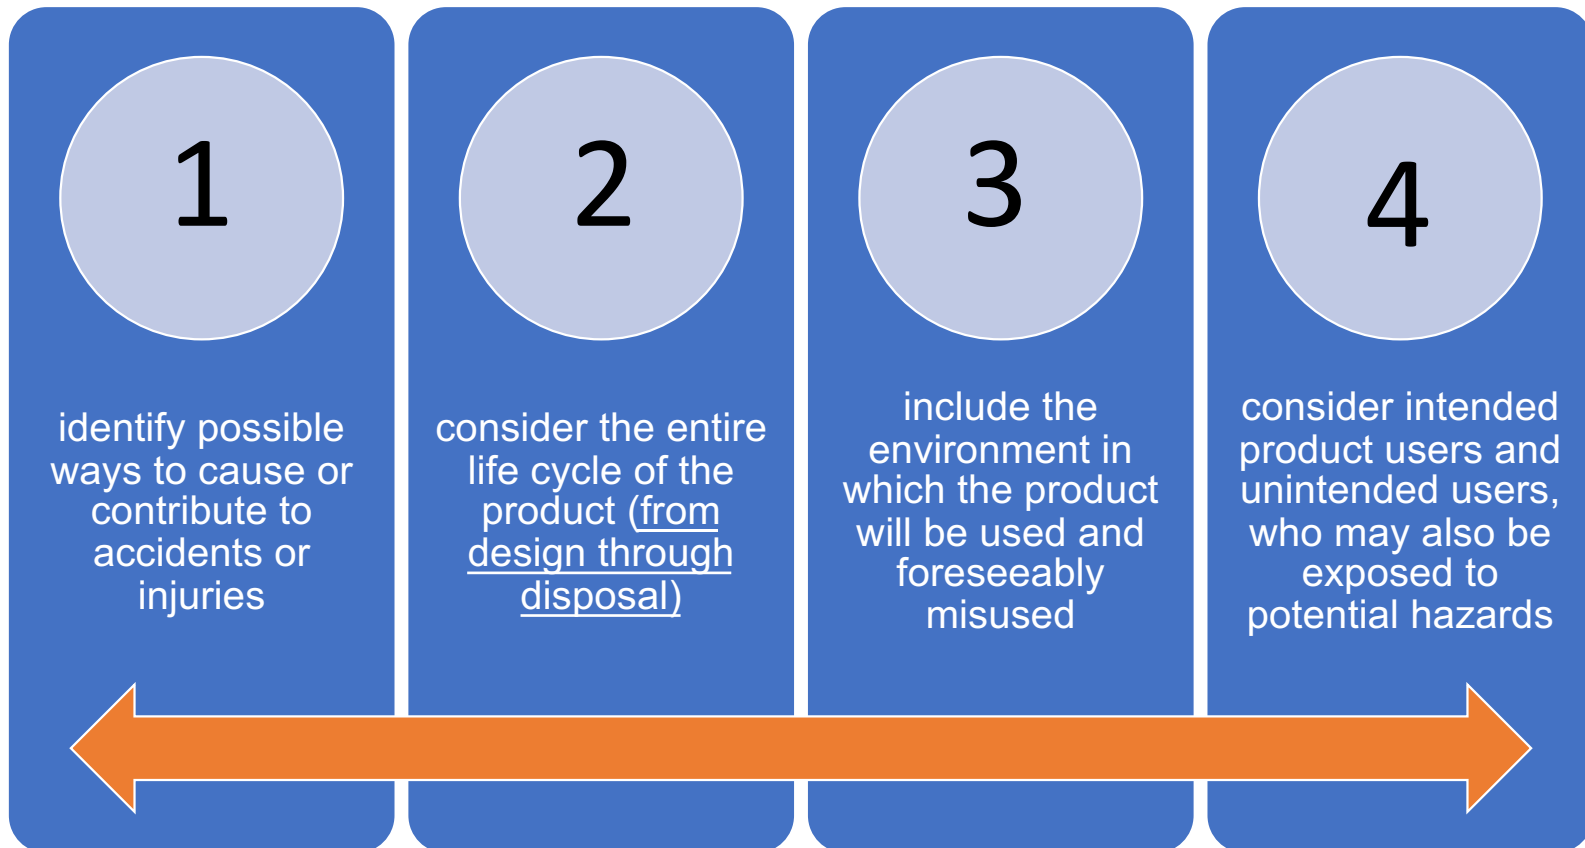 1
identify possible
ways to cause or
contribute to
accidents or
injuries
2
consider the entire
life cycle of the
product (from
design through
disposal)
3
include the
environment in
which the product
will be used and
foreseeably
misused
4
consider intended
product users and
unintended users,
who may also be
exposed to
potential hazards